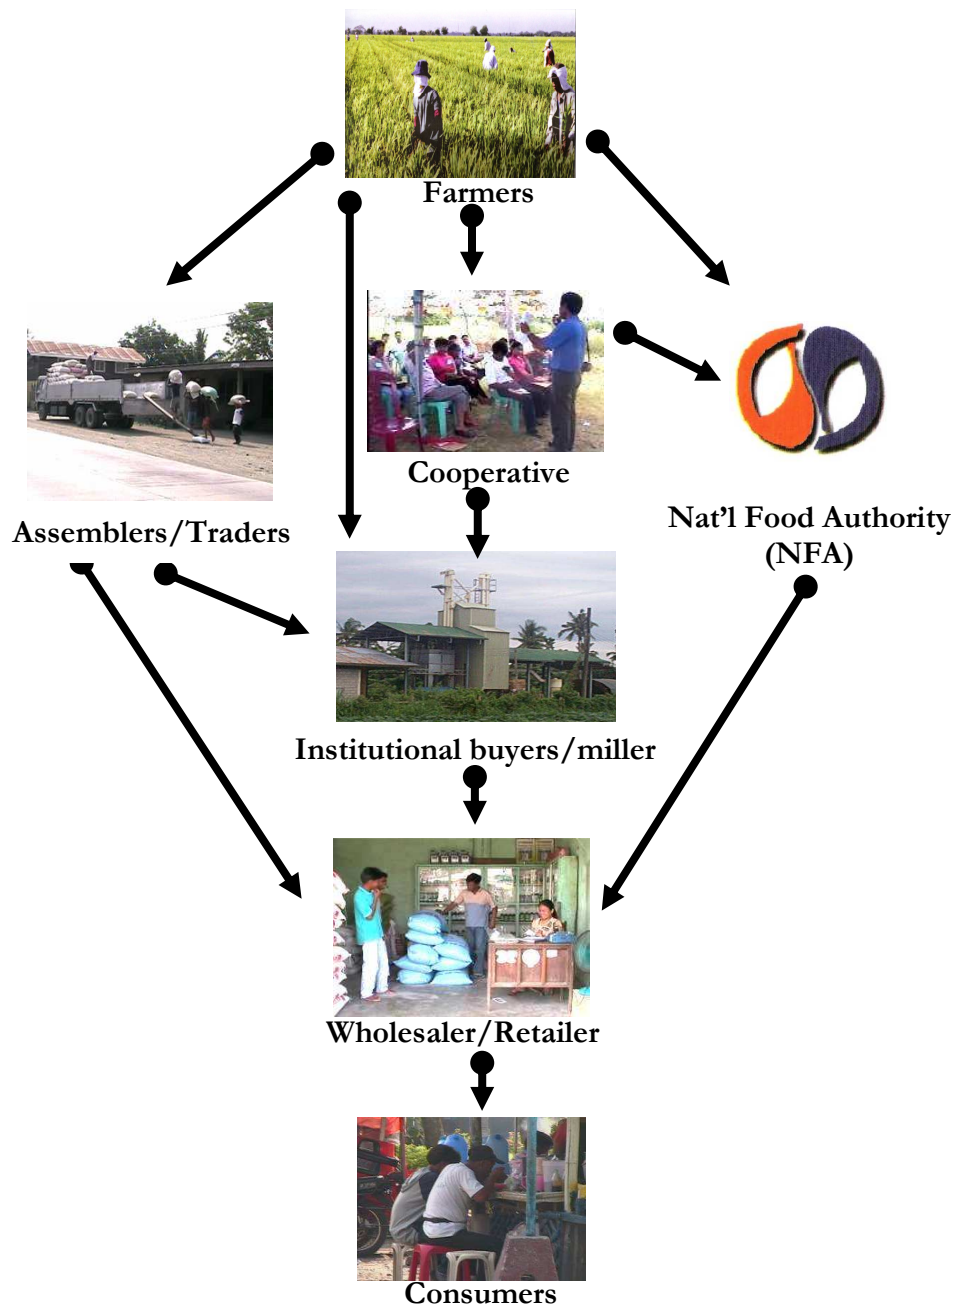 Farmers
Cooperative
Assemblers/Traders
Nat'l Food Authority
(NFA)
Institutional buyers/miller
Wholesaler/Retailer
Consumers